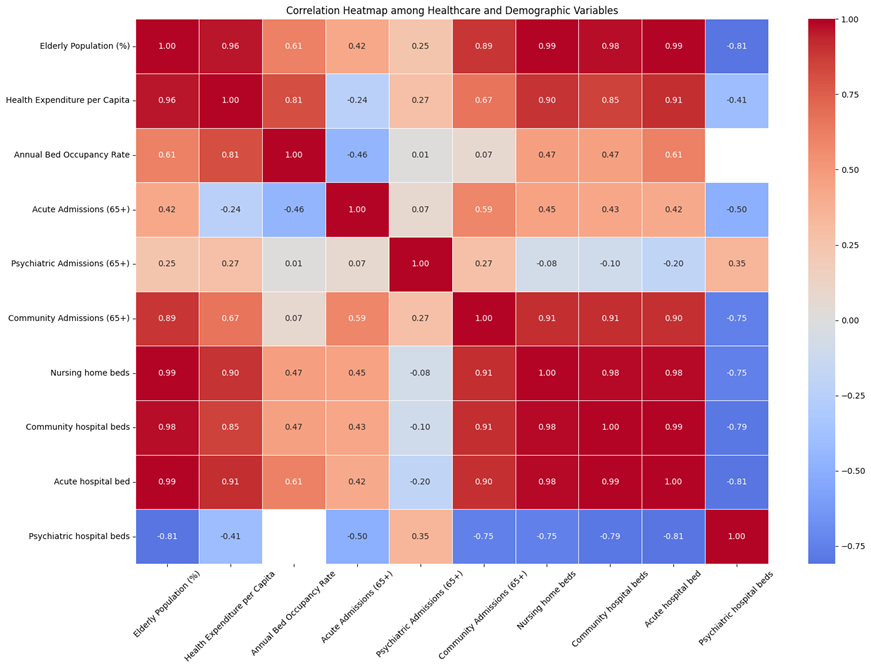 Correlation Heatmap among Healthcare and Demographic Variables
Elderly Population (%) 1.00 0.96 0.61 0.42 0.25 0.89 0.99 0.98 0.99 -0.81
Health Expenditure per Capita 0.96 1.00 0.81 -0.24 0.27 0.67 0.90 0.85 0.91 -0.41
Annual Bed Occupancy Rate 0.61 0.81 1.00 -0.46 0.01 0.07 0.47 0.47 0.61
Acute Admissions (65+) 0.42 -0.24 -0.46 1.00 0.07 0.59 0.45 0.43 0.42 -0.50
Psychiatric Admissions (65+) 0.25 0.27 0.01 0.07 1.00 0.27 -0.08 -0.10 -0.20 0.35
Community Admissions (65+) 0.89 0.67 0.07 0.59 0.27 1.00 0.91 0.91 0.90 -0.75
Nursing home beds 0.99 0.90 0.47 0.45 -0.08 0.91 1.00 0.98 0.98 -0.75
Community hospital beds 0.98 0.85 0.47 0.43 -0.10 0.91 0.98 1.00 0.99 -0.79
Acute hospital bed 0.99 0.91 0.61 0.42 -0.20 0.90 0.98 0.99 1.00 -0.81
Psychiatric hospital beds -0.81 -0.41 -0.50 0.35 -0.75 -0.75 -0.79 -0.81 1.00
Elderly Population (%)
Health Expenditure per Capita
Annual Bed Occupancy Rate
Acute Admissions (65+)
Psychiatric Admissions (65+)
Community Admissions (65+)
Nursing home beds
Community hospital beds
Acute hospital bed
Psychiatric hospital beds
1.00
0.75
0.50
0.25
0.00
−0.25
−0.50
−0.75